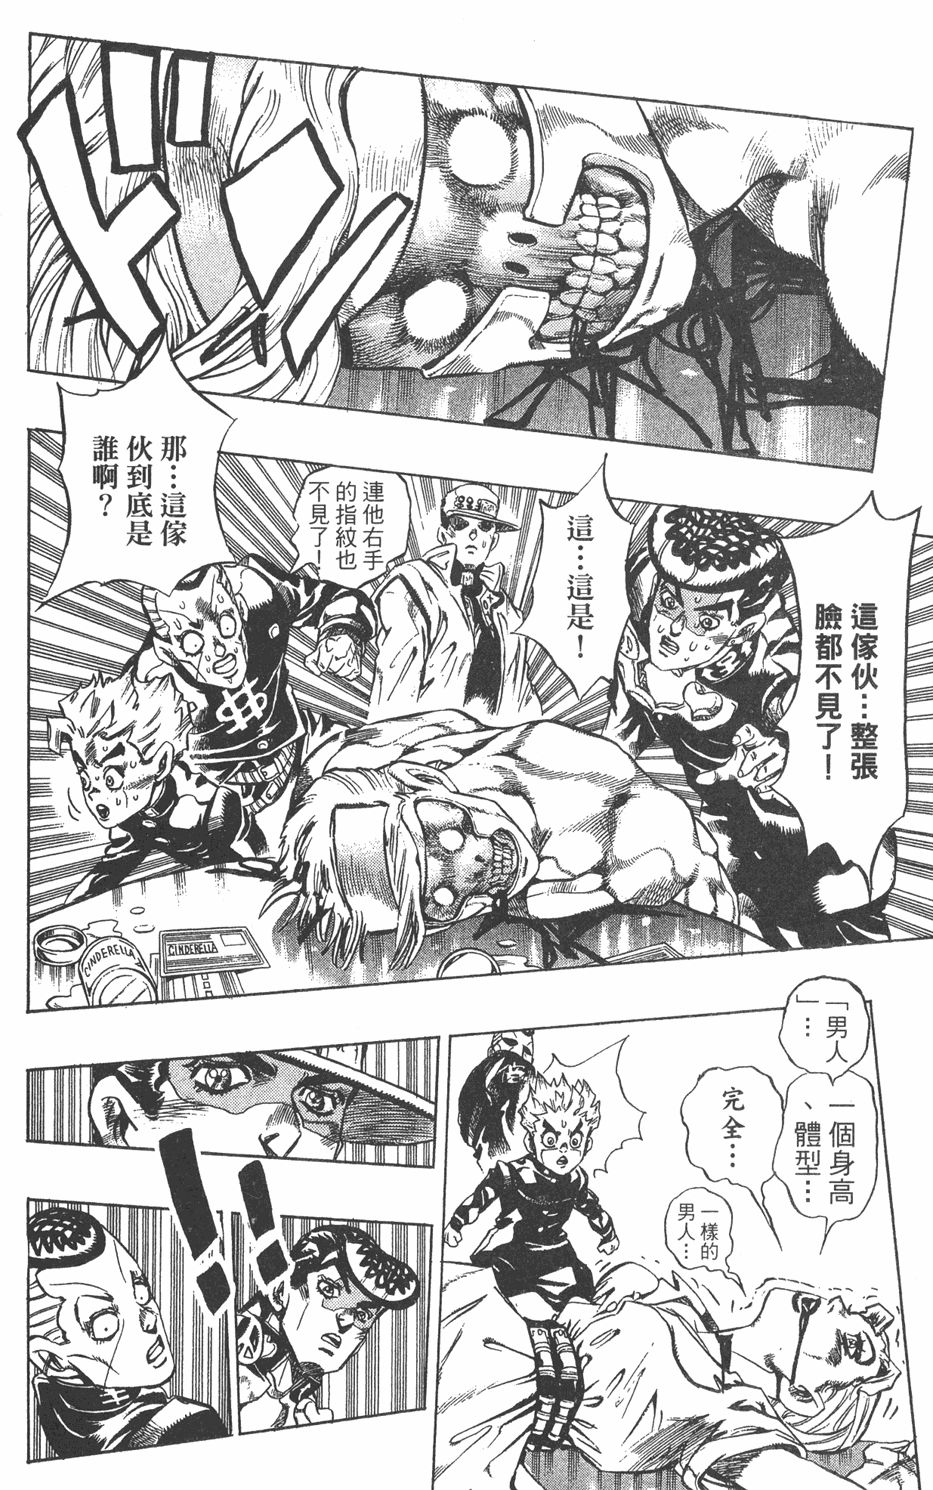 ドドン
這傢伙…整張
臉都不見了！
這…這是！
連他右手
的指紋也
不見了！
那…這傢
伙到底是
誰啊？
CINDERELLA
CINDERELLA
「男人
」…
一個身高
、體型…
完全…
一樣的
男人…
!!